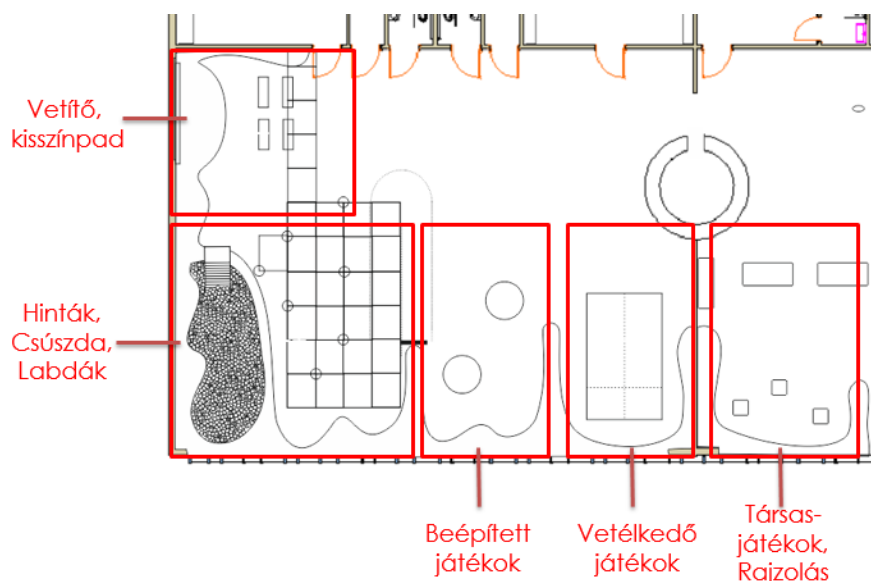 Vetítő,
kisszínpad
Hinták,
Csúszda,
Labdák
Beépített
játékok
Vetélkedő
játékok
Társas-
játékok,
Rajzolás